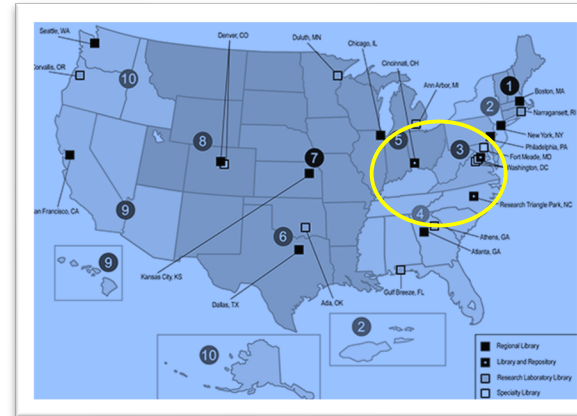 Seattle, WA
Denver, CO
Duluth, MN
Chicago, IL
Cincinnati, OH
Corvallis, OR
Ann Arbor, MI
1
Boston, MA
10
2
Narragansett, RI
New York, NY
Philadelphia, PA
5
3
Fort Meade, MD
Washington, DC
8
7
San Francisco, CA
9
4
Research Triangle Park, NC
6
Athens, GA
Atlanta, GA
9
Kansas City, KS
Dallas, TX
Ada, OK
Gulf Breeze, FL
2
10
Regional Library
Library and Repository
Research Laboratory Library
Specialty Library